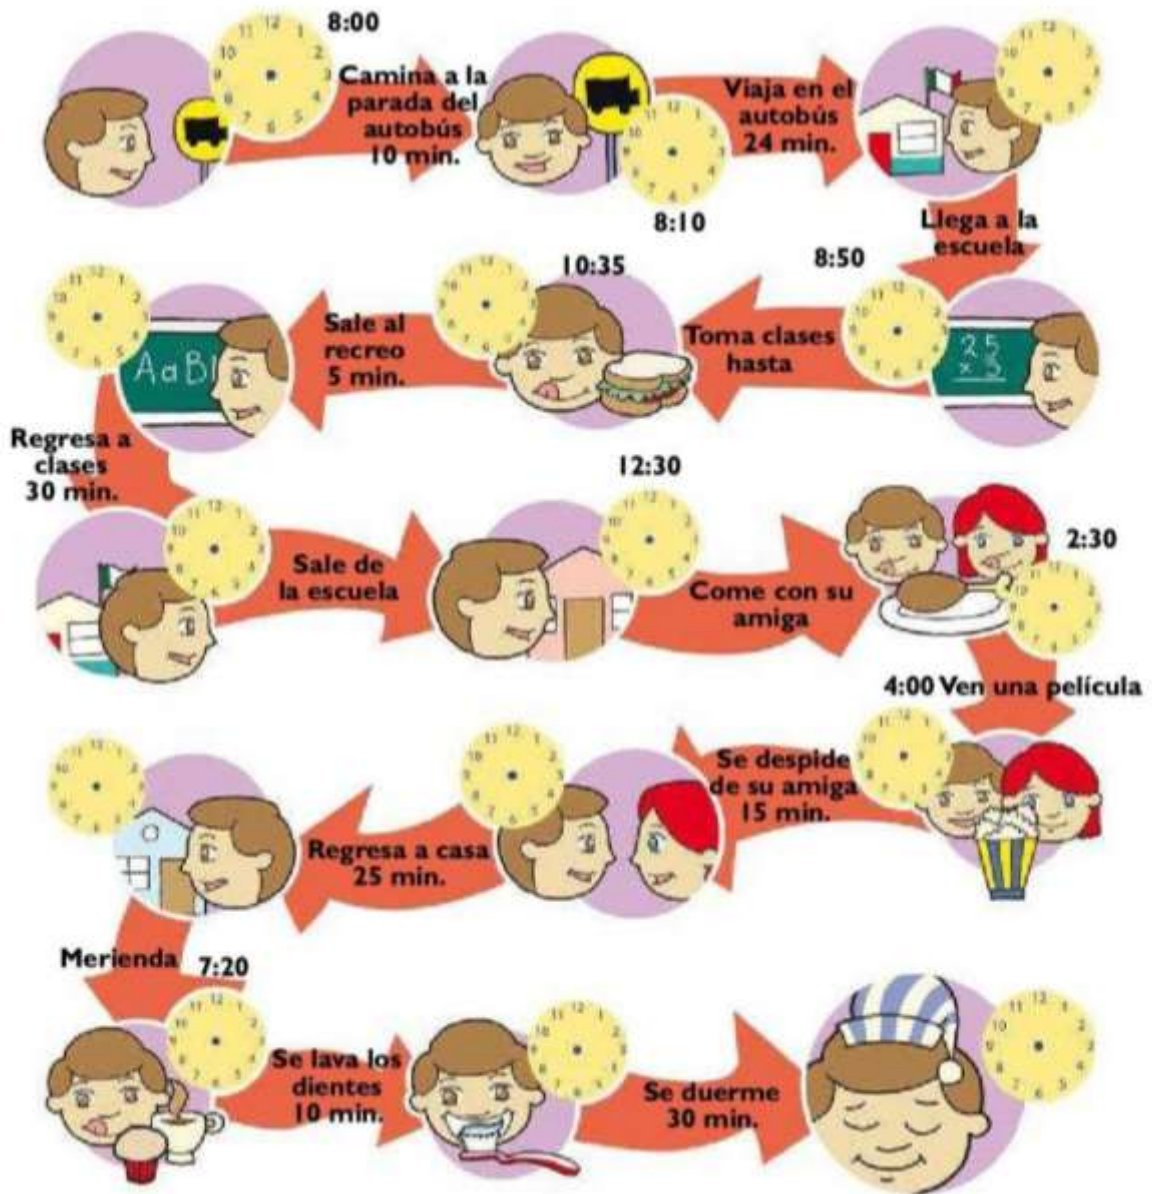 8:00
Camina a la
parada del
autobús
10 min.
8:10
Viaja en el
autobús
24 min.
Llega a la
escuela
8:50
25
x 3
Toma clases
hasta
10:35
Sale al
recreo
5 min.
AaBb
Regresa a
clases
30 min.
Sale de
la escuela
12:30
Come con su
amiga
2:30
4:00 Ven una película
Se despide
de su amiga
15 min.
Regresa a casa
25 min.
Merienda
7:20
Se lava los
dientes
10 min.
Se duerme
30 min.